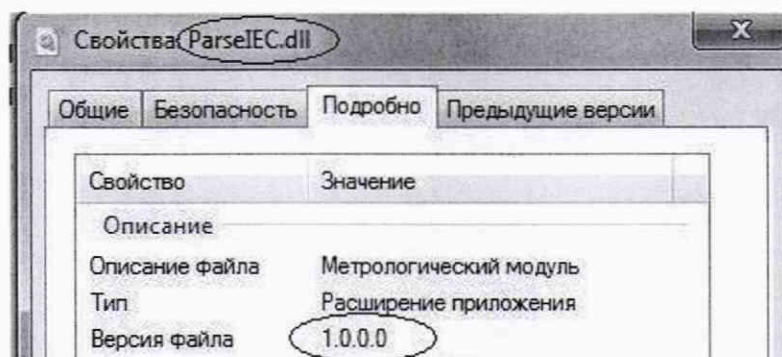 Свойства: ParseIEC.dll
Общие Безопасность Подробно Предыдущие версии
Свойство Значение
Описание
Описание файла Метрологический модуль
Тип Расширение приложения
Версия файла 1.0.0.0